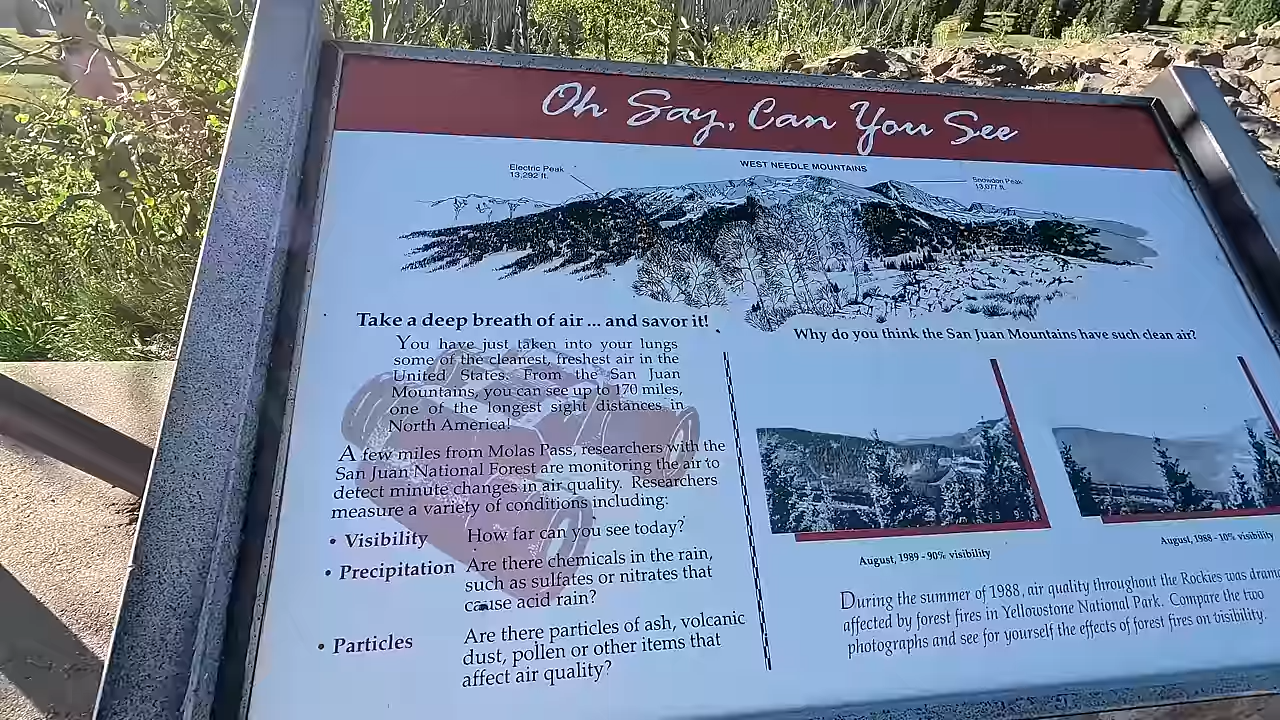 Oh Say, Can You See
WEST NEEDLE MOUNTAINS
Electric Peak
13,292 ft.
Snowdon Peak
13,077 ft.
Take a deep breath of air ... and savor it!
You have just taken into your lungs
some of the cleanest, freshest air in the
United States. From the San Juan
Mountains, you can see up to 170 miles,
one of the longest sight distances in
North America!
A few miles from Molas Pass, researchers with the
San Juan National Forest are monitoring the air to
detect minute changes in air quality. Researchers
measure a variety of conditions including:
• Visibility How far can you see today?
• Precipitation Are there chemicals in the rain,
such as sulfates or nitrates that
cause acid rain?
• Particles Are there particles of ash, volcanic
dust, pollen or other items that
affect air quality?
Why do you think the San Juan Mountains have such clean air?
August, 1989 - 90% visibility
August, 1988 - 10% visibility
During the summer of 1988, air quality throughout the Rockies was
affected by forest fires in Yellowstone National Park. Compare the two
photographs and see for yourself the effects of forest fires on visibility.